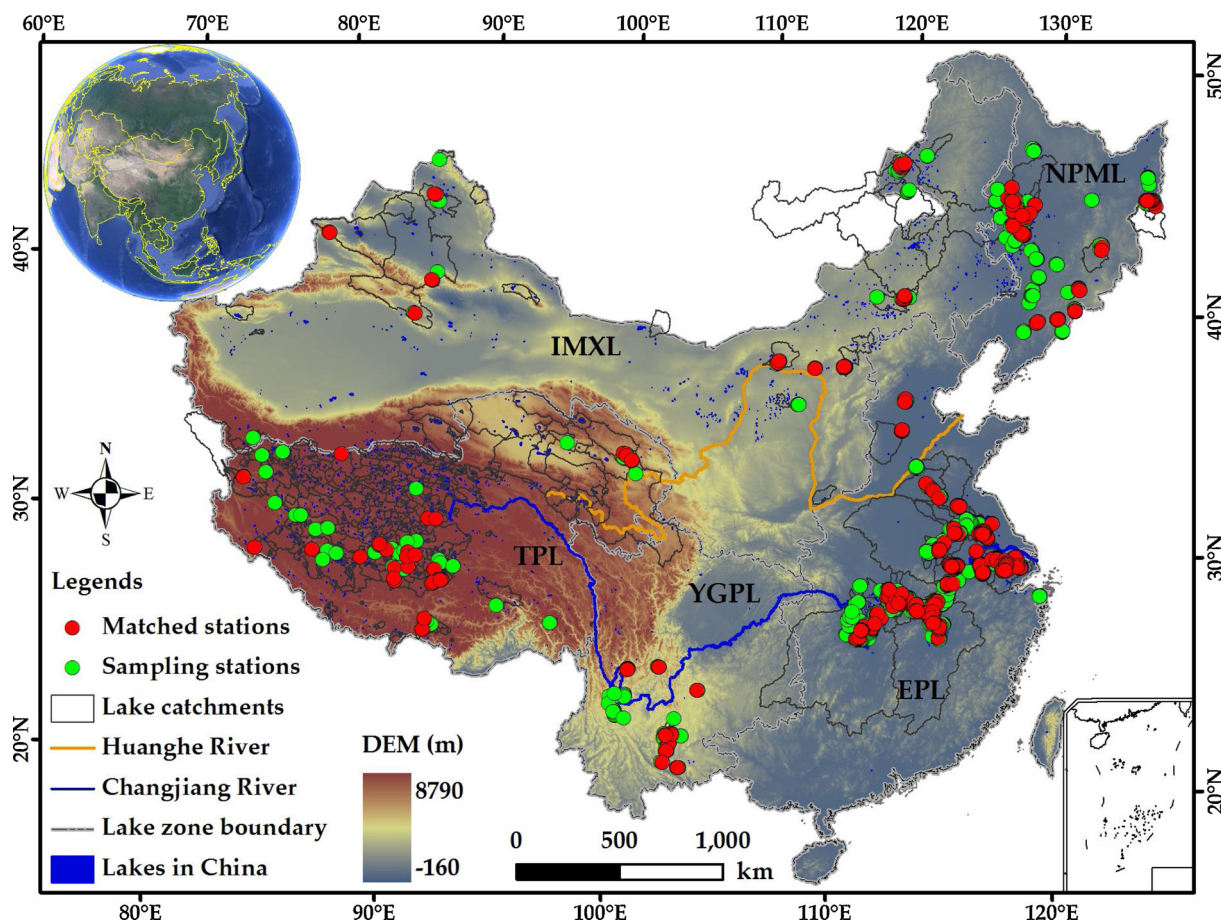 60°E 70°E 80°E 90°E 100°E 110°E 120°E 130°E
50°N
NPML
40°N
40°N
IMXL
N
W E
S
30°N
30°N
TPL
YGPL
EPL
Legends
Matched stations
Sampling stations
Lake catchments
Huanghe River
Changjiang River
Lake zone boundary
Lakes in China
20°N
20°N
DEM (m)
8790
-160
0 500 1,000
km
80°E 90°E 100°E 110°E 120°E